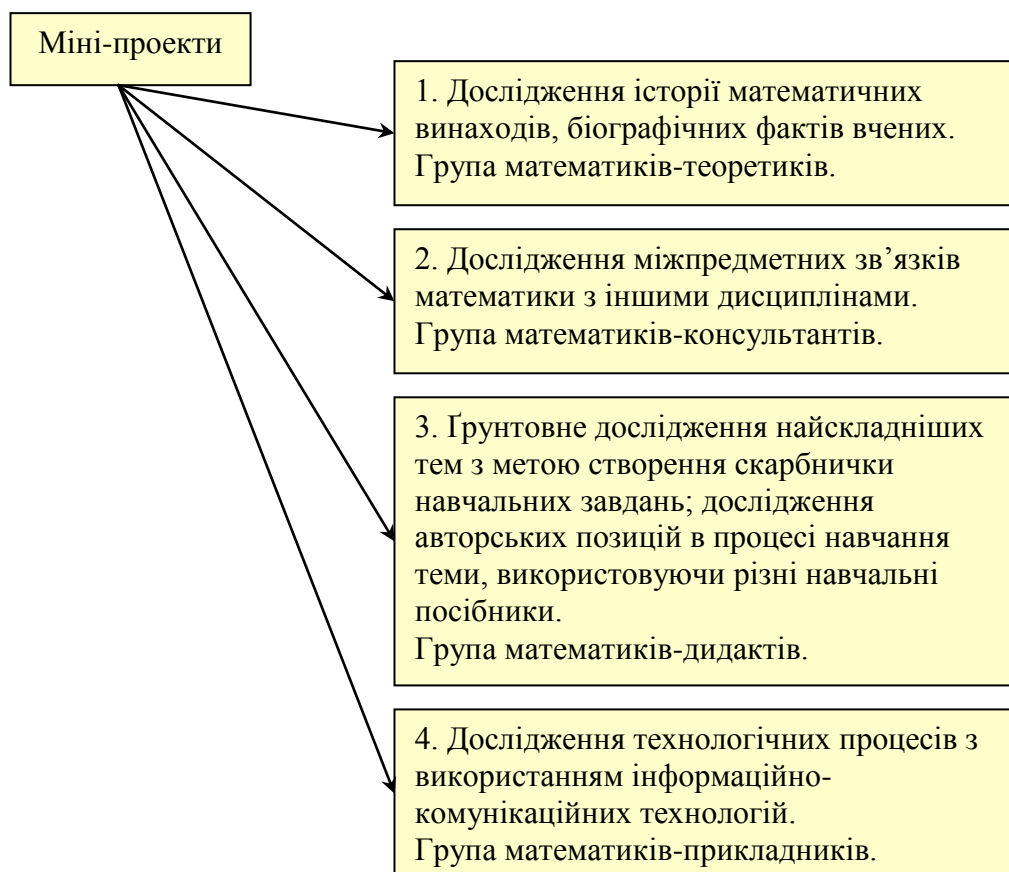 Міні-проекти
1. Дослідження історії математичних
винаходів, біографічних фактів вчених.
Група математиків-теоретиків.
2. Дослідження міжпредметних зв’язків
математики з іншими дисциплінами.
Група математиків-консультантів.
3. Ґрунтовне дослідження найскладніших
тем з метою створення скарбнички
навчальних завдань; дослідження
авторських позицій в процесі навчання
теми, використовуючи різні навчальні
посібники.
Група математиків-дидактів.
4. Дослідження технологічних процесів з
використанням інформаційно-
комунікаційних технологій.
Група математиків-прикладників.